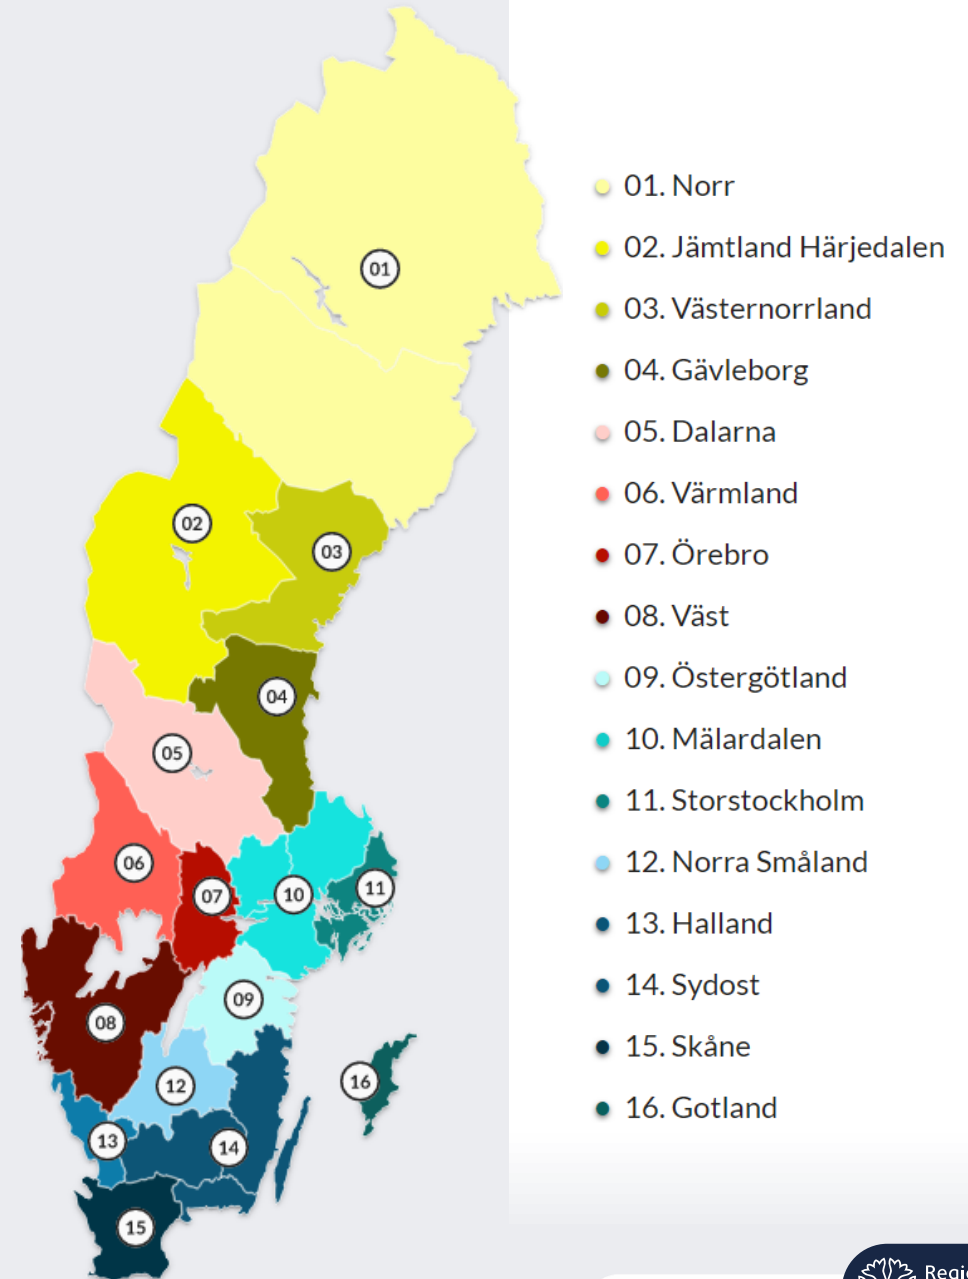 01
02
03
04
05
06
07
10
11
09
08
16
12
13
14
15
01. Norr
02. Jämtland Härjedalen
03. Västernorrland
04. Gävleborg
05. Dalarna
06. Värmland
07. Örebro
08. Väst
09. Östergötland
10. Mälardalen
11. Storstockholm
12. Norra Småland
13. Halland
14. Sydost
15. Skåne
16. Gotland